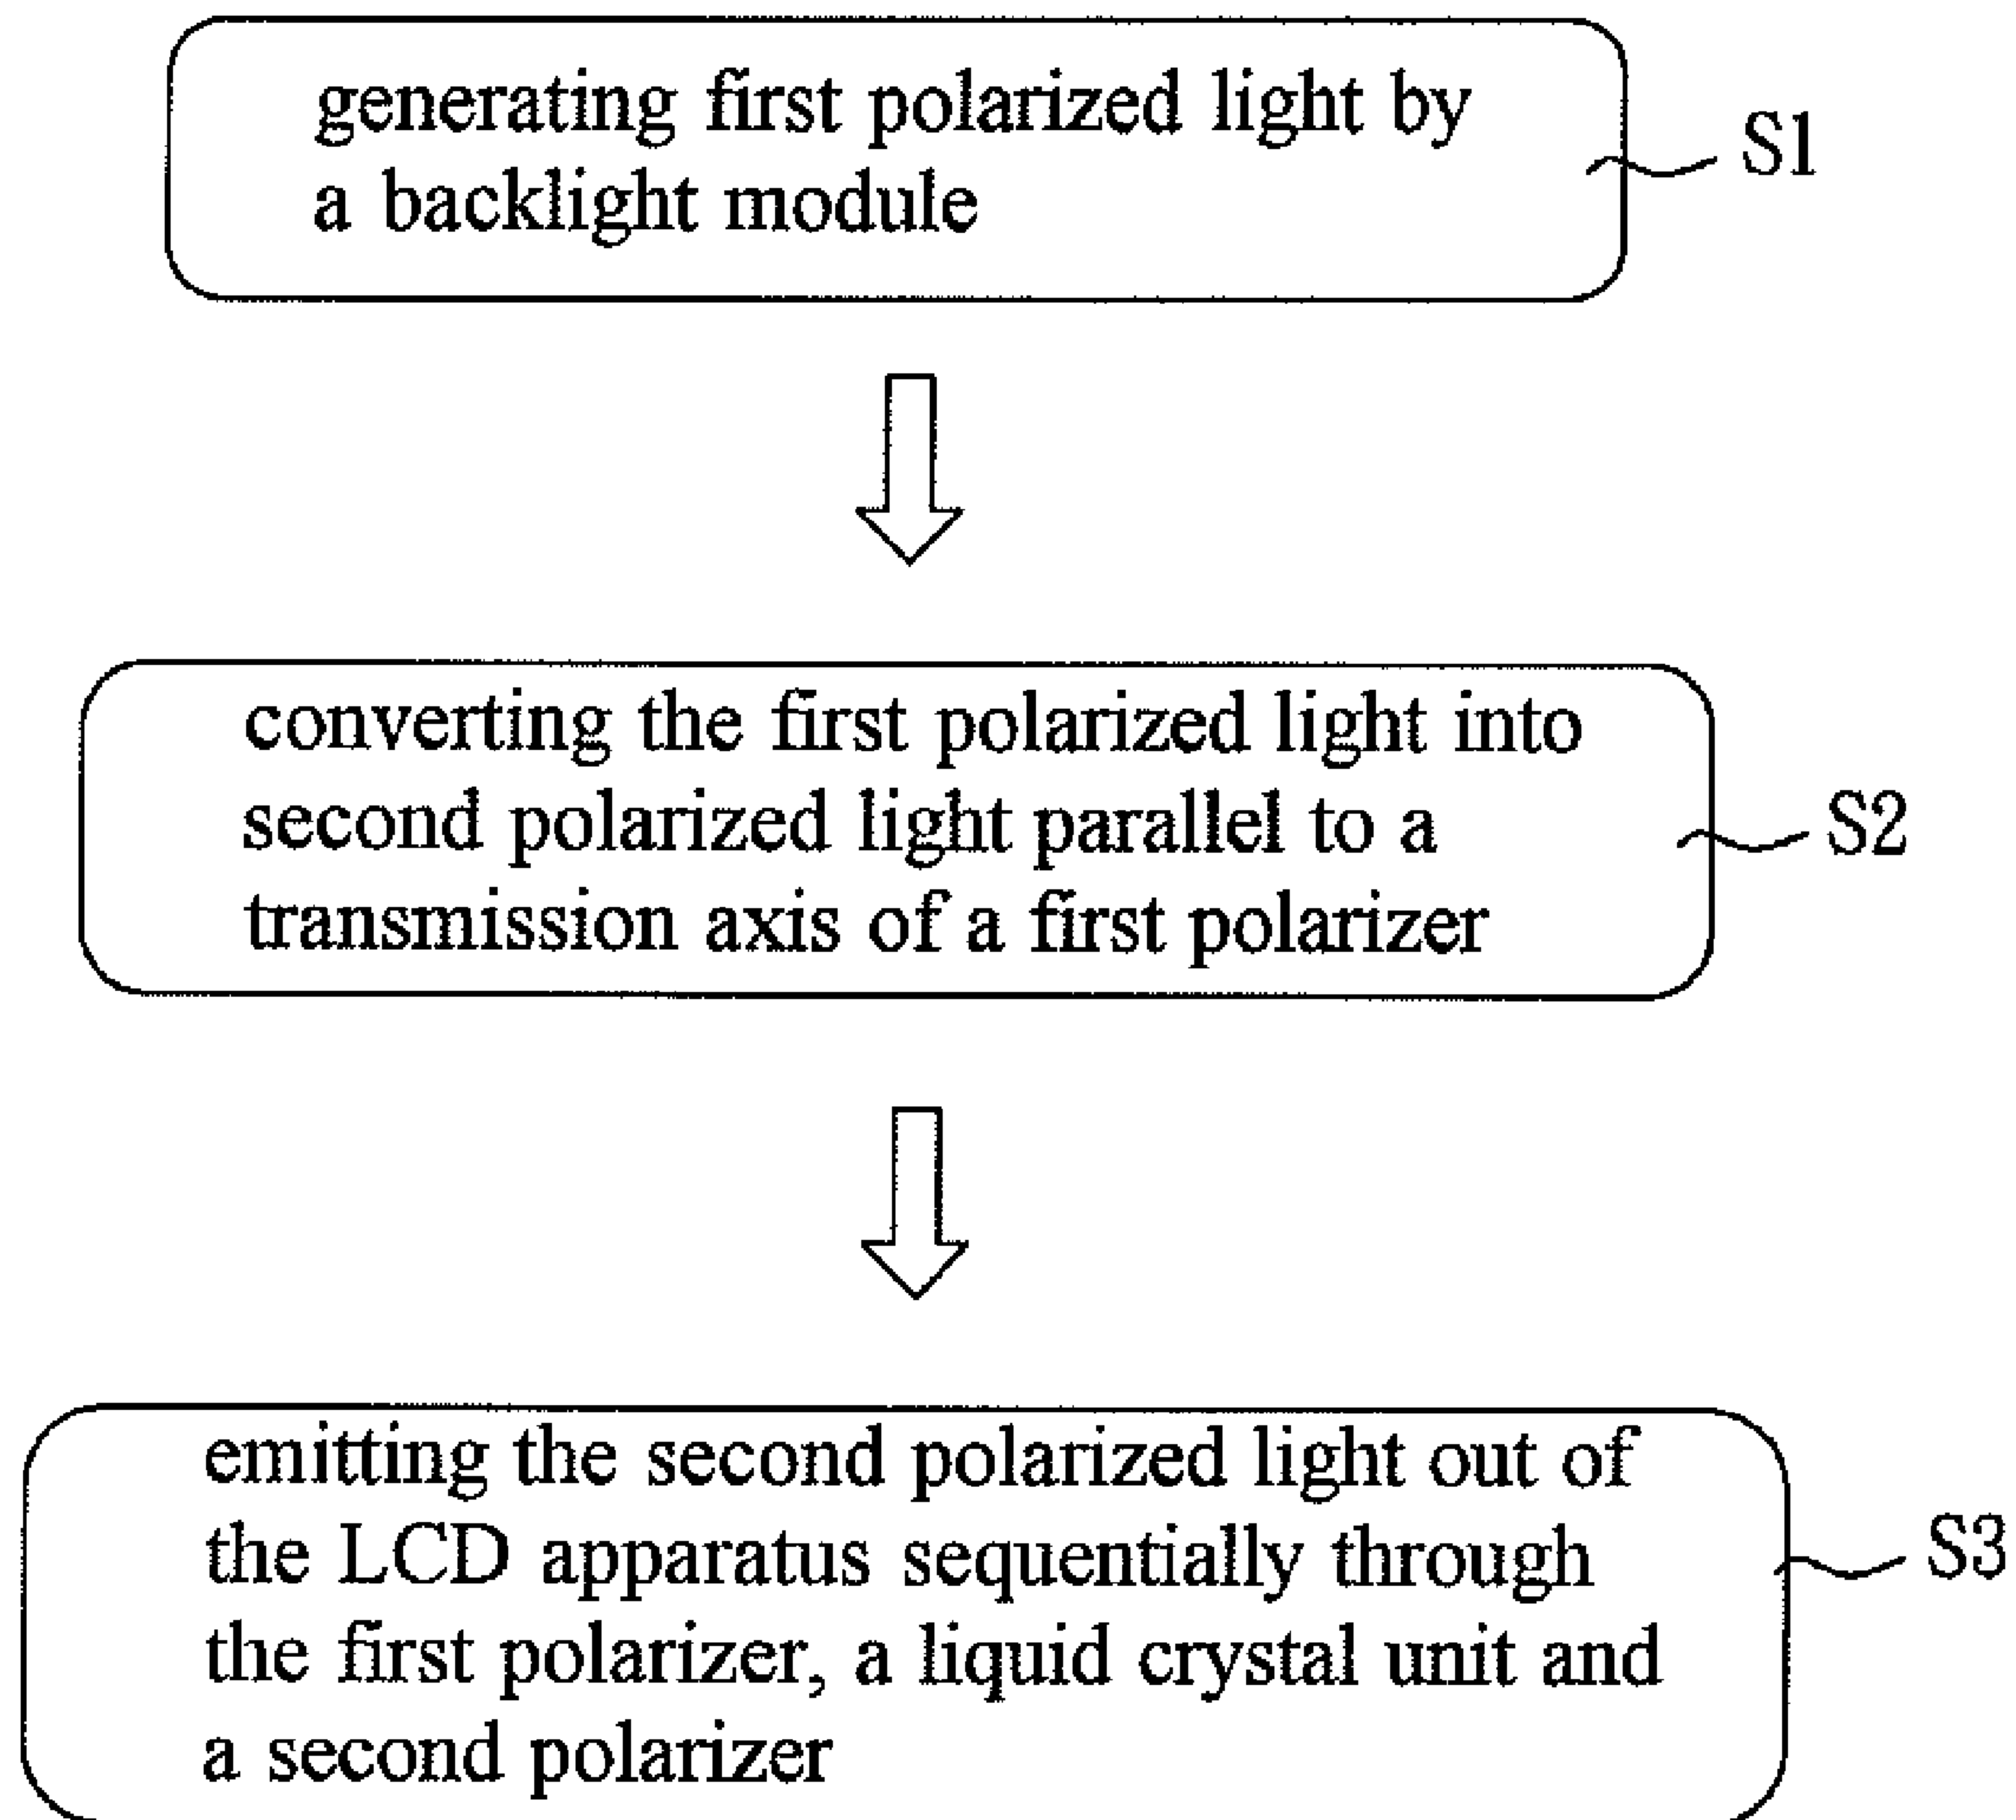 generating first polarized light by
a backlight module
S1
converting the first polarized light into
second polarized light parallel to a
transmission axis of a first polarizer
S2
emitting the second polarized light out of
the LCD apparatus sequentially through
the first polarizer, a liquid crystal unit and
a second polarizer
S3